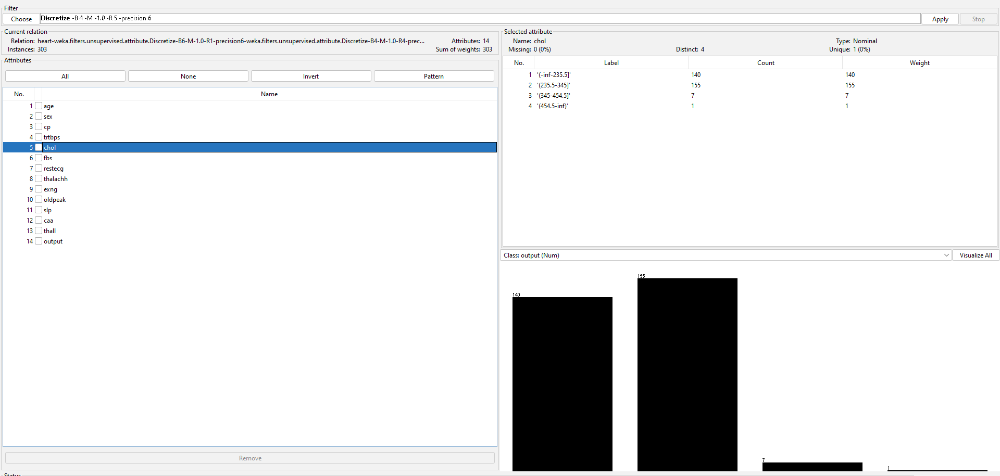 Filter
Choose Discretize -B 4 -M -1.0 -R 5 -precision 6 Apply Stop
Current relation
Relation: heart-weka.filters.unsupervised.attribute.Discretize-B6-M-1.0-R1-precision6-weka.filters.unsupervised.attribute.Discretize-B4-M-1.0-R4-prec... Attributes: 14
Instances: 303 Sum of weights: 303
Attributes
All None Invert Pattern
No. Name
1 age
2 sex
3 cp
4 trtbps
5 chol
6 fbs
7 restecg
8 thalachh
9 exng
10 oldpeak
11 slp
12 caa
13 thall
14 output
Remove
Status
Selected attribute
Name: chol Type: Nominal
Missing: 0 (0%) Distinct: 4 Unique: 1 (0%)
No. Label Count Weight
1 '(-inf-235.5]' 140 140
2 '(235.5-345]' 155 155
3 '(345-454.5]' 7 7
4 '(454.5-inf)' 1 1
Class: output (Num) Visualize All
140 155 7 1